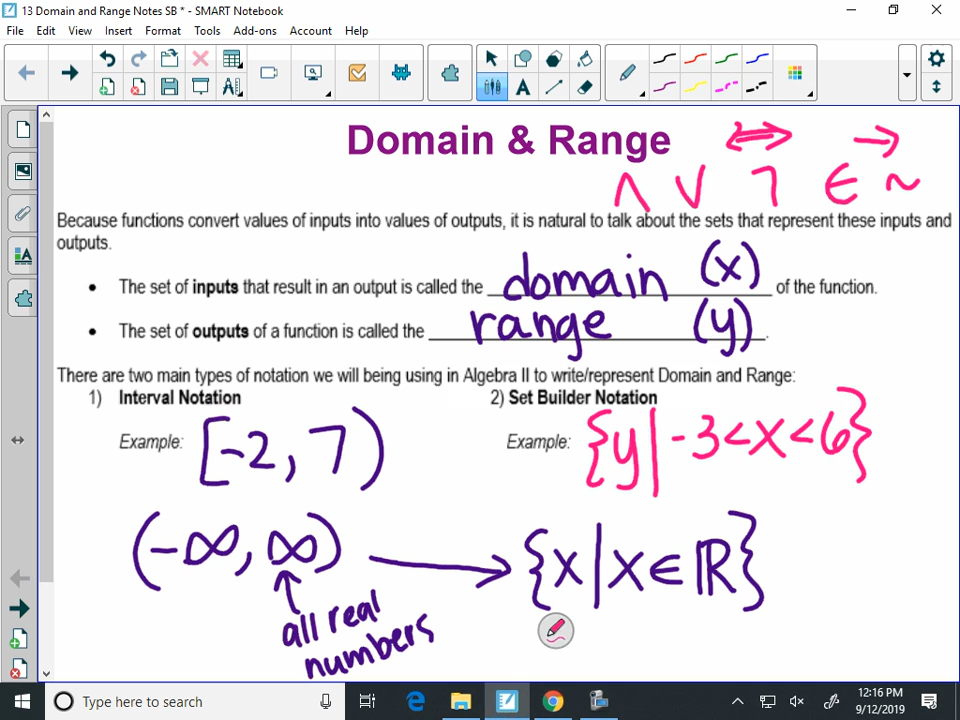 13 Domain and Range Notes SB * - SMART Notebook
File Edit View Insert Format Tools Add-ons Account Help
Domain & Range
⟷ →
∧ ∨ ¬ ∈ ~
Because functions convert values of inputs into values of outputs, it is natural to talk about the sets that represent these inputs and
outputs.
• The set of inputs that result in an output is called the domain (x) of the function.
• The set of outputs of a function is called the range (y).
There are two main types of notation we will being using in Algebra II to write/represent Domain and Range:
1) Interval Notation 2) Set Builder Notation
Example: [-2, 7) Example: {y|-3<x<6}
(-∞, ∞) → {x|x∈ℝ}
↑
all real
numbers
Type here to search
12:16 PM
9/12/2019